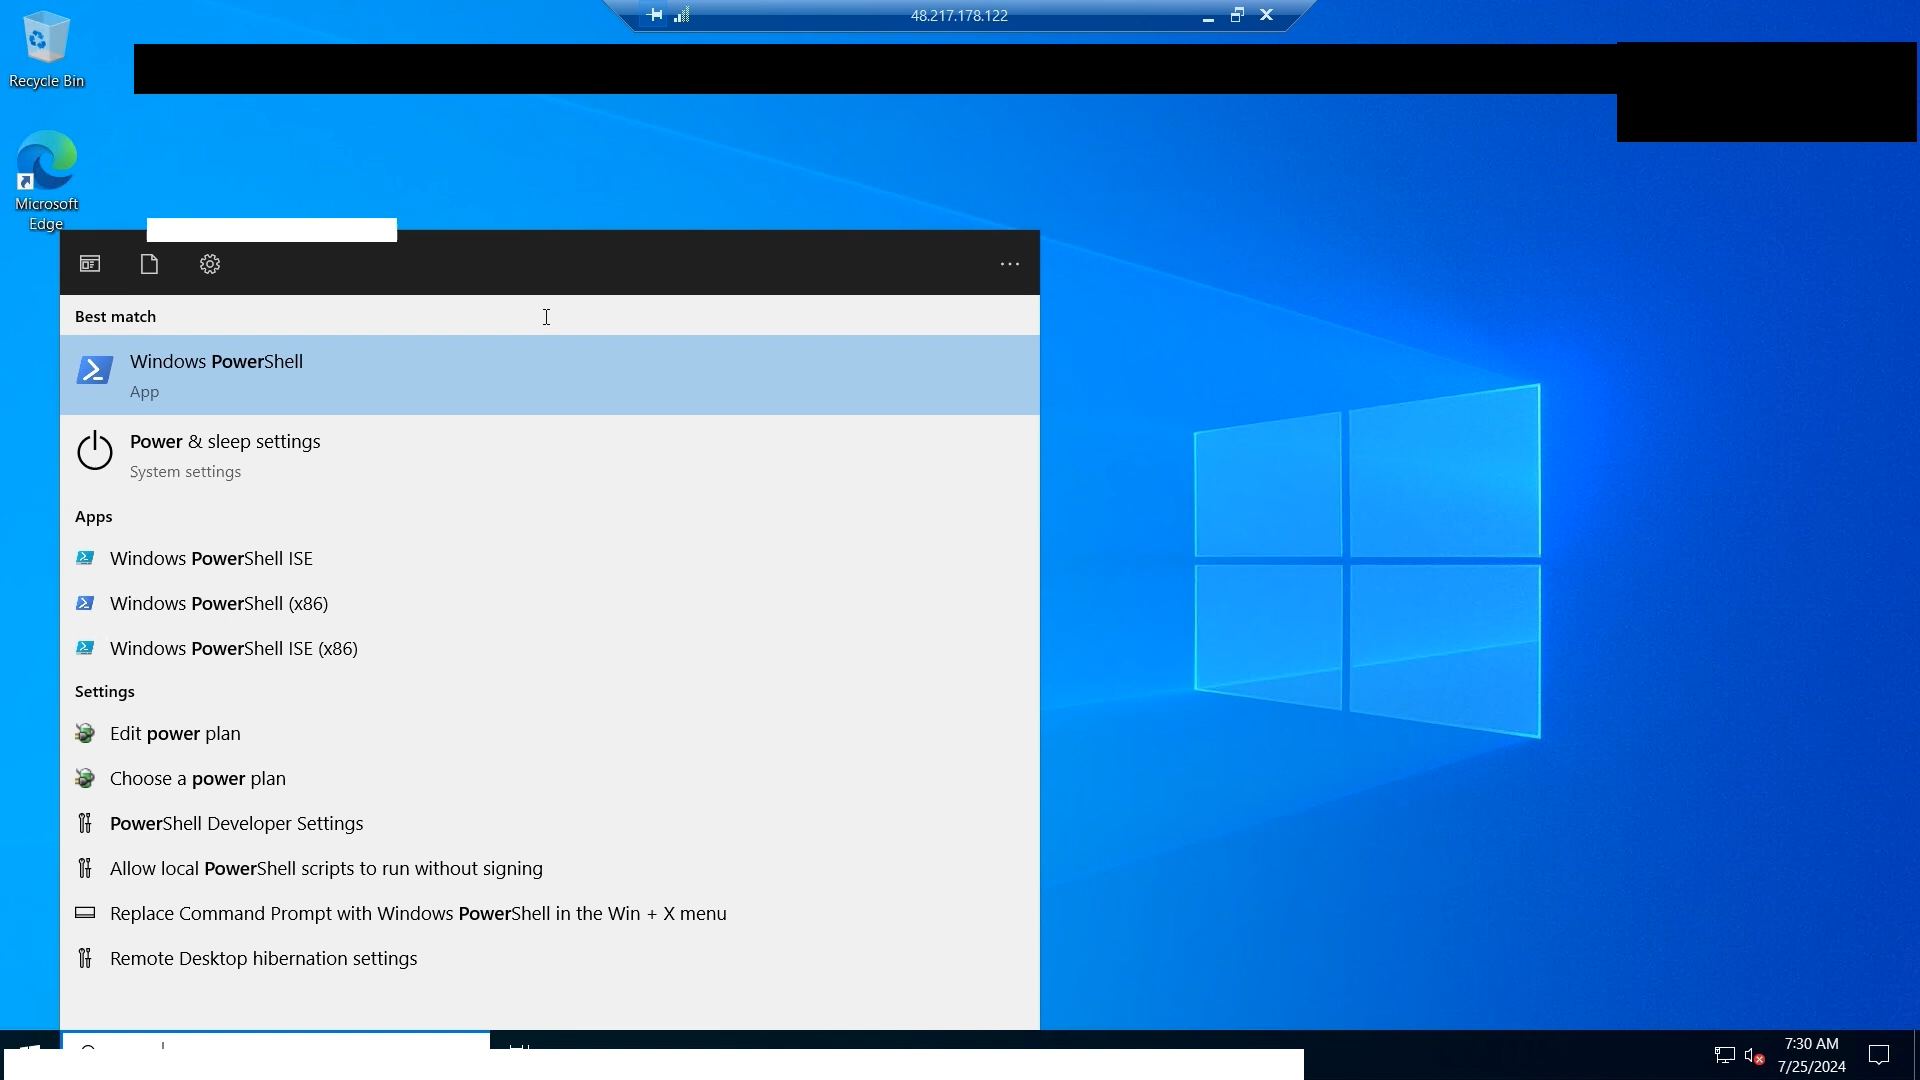 48.217.178.122
Recycle Bin
Microsoft
Edge
Best match
Windows PowerShell
App
Power & sleep settings
System settings
Apps
Windows PowerShell ISE
Windows PowerShell (x86)
Windows PowerShell ISE (x86)
Settings
Edit power plan
Choose a power plan
PowerShell Developer Settings
Allow local PowerShell scripts to run without signing
Replace Command Prompt with Windows PowerShell in the Win + X menu
Remote Desktop hibernation settings
7:30 AM
7/25/2024